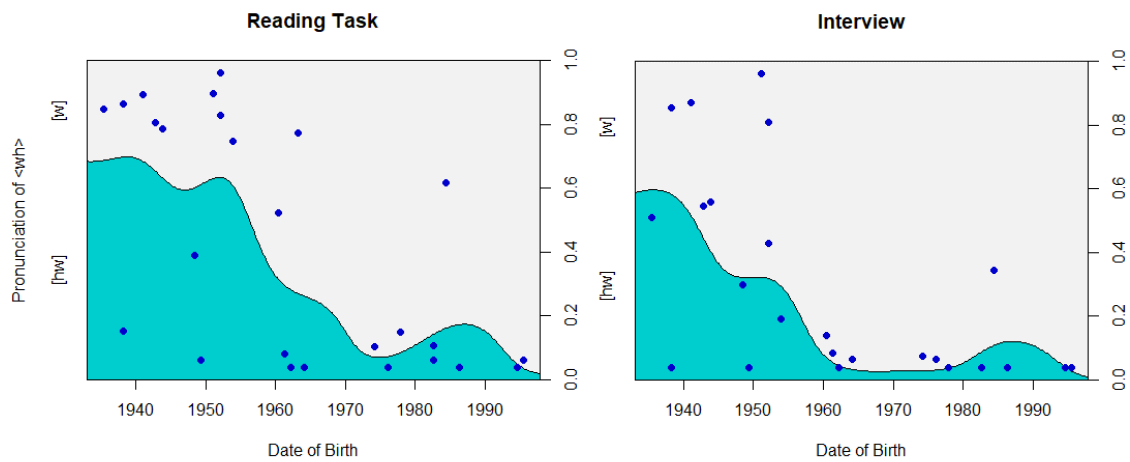 Reading Task
Pronunciation of <wh>
[hw] [w]
0.0 0.2 0.4 0.6 0.8 1.0
1940 1950 1960 1970 1980 1990
Date of Birth
Interview
[hw] [w]
0.0 0.2 0.4 0.6 0.8 1.0
1940 1950 1960 1970 1980 1990
Date of Birth